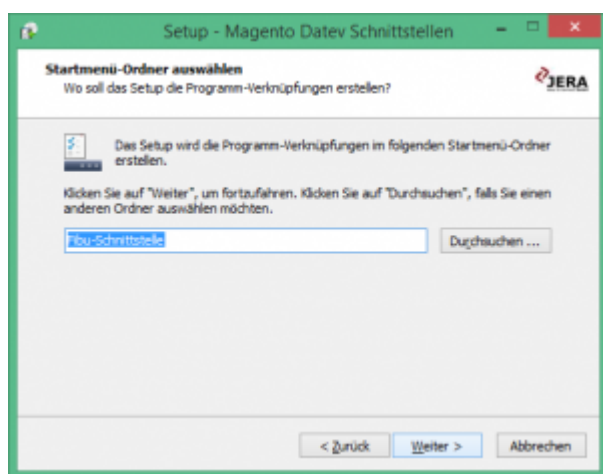 Setup - Magento Datev Schnittstellen
Startmenü-Ordner auswählen
Wo soll das Setup die Programm-Verknüpfungen erstellen?
JERA
Das Setup wird die Programm-Verknüpfungen im folgenden Startmenü-Ordner
erstellen.
Klicken Sie auf "Weiter", um fortzufahren. Klicken Sie auf "Durchsuchen", falls Sie einen
anderen Ordner auswählen möchten.
Fibu-Schnittstelle
Durchsuchen ...
< Zurück
Weiter >
Abbrechen